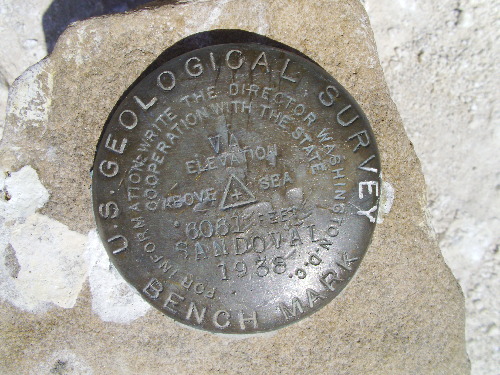 U.S. GEOLOGICAL SURVEY
FOR INFORMATION WRITE THE DIRECTOR WASHINGTON D.C.
COOPERATION WITH THE STATE
ELEVATION
ABOVE SEA
FEET
SANDOVAL
1938
BENCH MARK